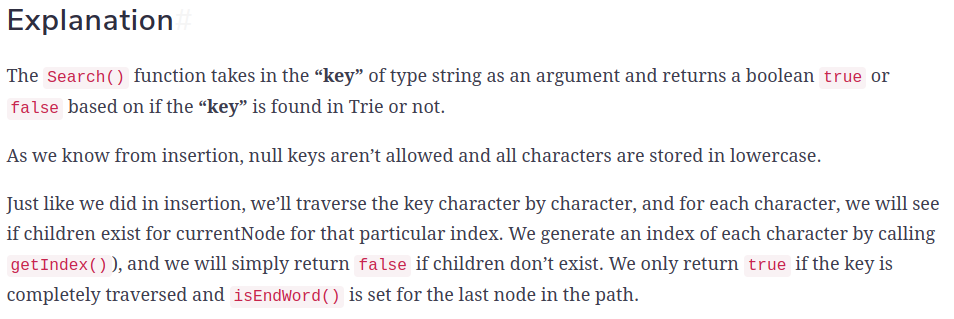 Explanation#
The Search() function takes in the “key” of type string as an argument and returns a boolean true or
false based on if the “key” is found in Trie or not.
As we know from insertion, null keys aren’t allowed and all characters are stored in lowercase.
Just like we did in insertion, we’ll traverse the key character by character, and for each character, we will see
if children exist for currentNode for that particular index. We generate an index of each character by calling
getIndex()), and we will simply return false if children don’t exist. We only return true if the key is
completely traversed and isEndWord() is set for the last node in the path.